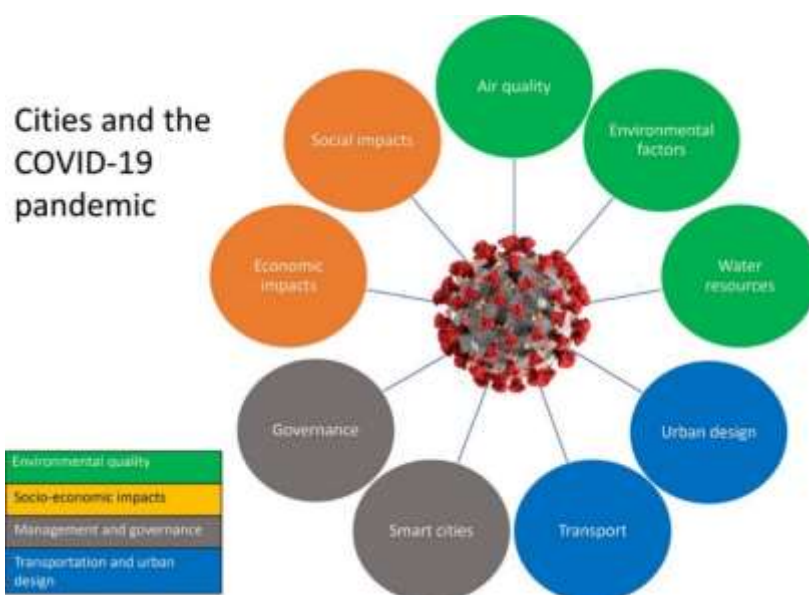 Cities and the
COVID-19
pandemic
Air quality
Environmental
factors
Water
resources
Urban design
Transport
Smart cities
Governance
Economic
impacts
Social impacts
Environmental quality
Socio-economic impacts
Management and governance
Transportation and urban
design